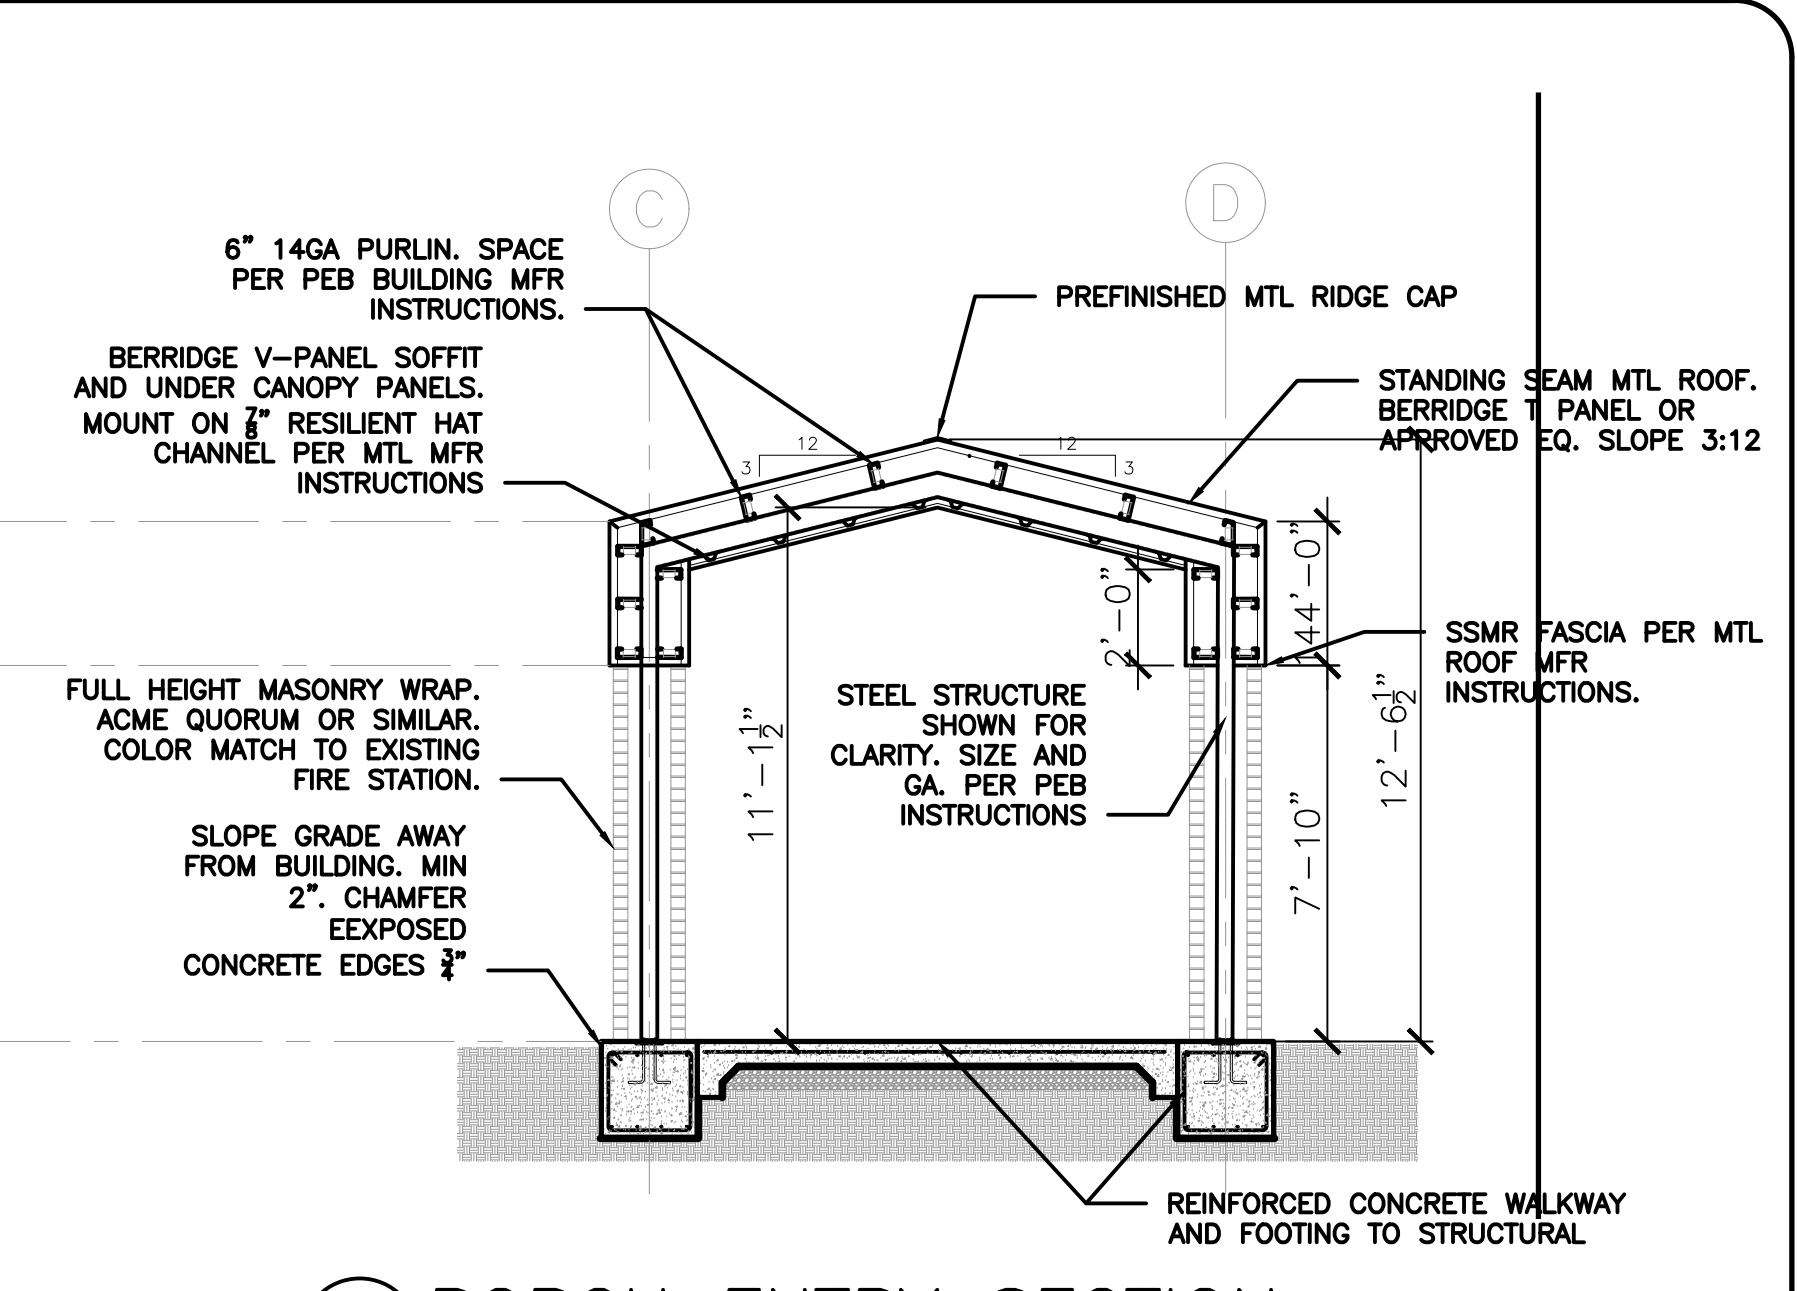 C
D
6" 14GA PURLIN. SPACE
PER PEB BUILDING MFR
INSTRUCTIONS.
PREFINISHED MTL RIDGE CAP
BERRIDGE V-PANEL SOFFIT
AND UNDER CANOPY PANELS.
MOUNT ON 7/8" RESILIENT HAT
CHANNEL PER MTL MFR
INSTRUCTIONS
STANDING SEAM MTL ROOF.
BERRIDGE T PANEL OR
APPROVED EQ. SLOPE 3:12
12
3
12
3
144'-0"
2'-0"
SSMR FASCIA PER MTL
ROOF MFR
INSTRUCTIONS.
FULL HEIGHT MASONRY WRAP.
ACME QUORUM OR SIMILAR.
COLOR MATCH TO EXISTING
FIRE STATION.
11'-1 1/2"
STEEL STRUCTURE
SHOWN FOR
CLARITY. SIZE AND
GA. PER PEB
INSTRUCTIONS
12'-6 1/2"
7'-10"
SLOPE GRADE AWAY
FROM BUILDING. MIN
2". CHAMFER
EEXPOSED
CONCRETE EDGES 3/4"
REINFORCED CONCRETE WALKWAY
AND FOOTING TO STRUCTURAL